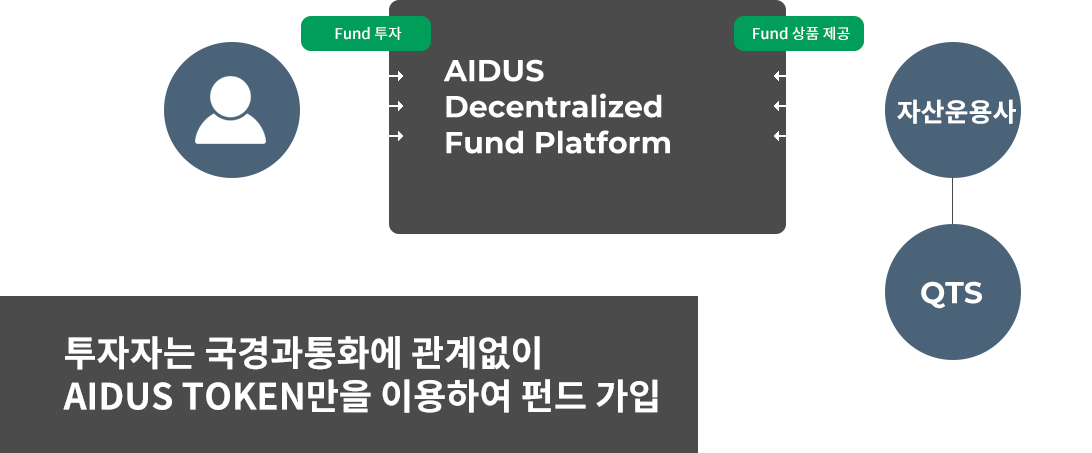 Fund 투자
Fund 상품 제공
AIDUS
Decentralized
Fund Platform
자산운용사
QTS
투자자는 국경과통화에 관계없이
AIDUS TOKEN만을 이용하여 펀드 가입